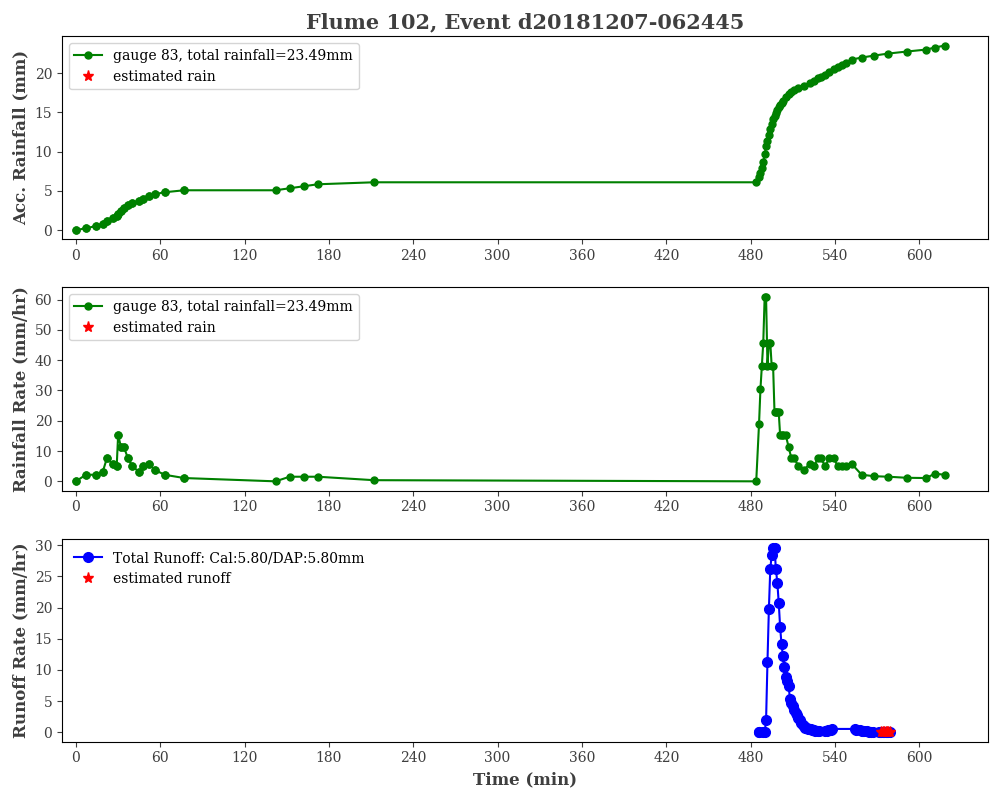 Flume 102, Event d20181207-062445
Acc. Rainfall (mm)
20
15
10
5
0
gauge 83, total rainfall=23.49mm
estimated rain
0 60 120 180 240 300 360 420 480 540 600
Rainfall Rate (mm/hr)
60
50
40
30
20
10
0
gauge 83, total rainfall=23.49mm
estimated rain
0 60 120 180 240 300 360 420 480 540 600
Runoff Rate (mm/hr)
30
25
20
15
10
5
0
Total Runoff: Cal:5.80/DAP:5.80mm
estimated runoff
0 60 120 180 240 300 360 420 480 540 600
Time (min)